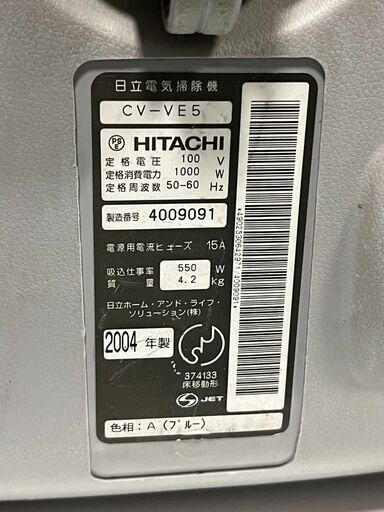 日立電気掃除機
CV-VE5
PS E HITACHI
定格電圧 100 V
定格消費電力 1000 W
定格周波数 50-60 Hz
製造番号 4009091
電源用電流ヒューズ 15A
吸込仕事率 550 W
質量 4.2 kg
日立ホーム・アンド・ライフ・
ソリューション(株)
2004 年製
374133
床移動形
S JET
色相:A(ブルー)